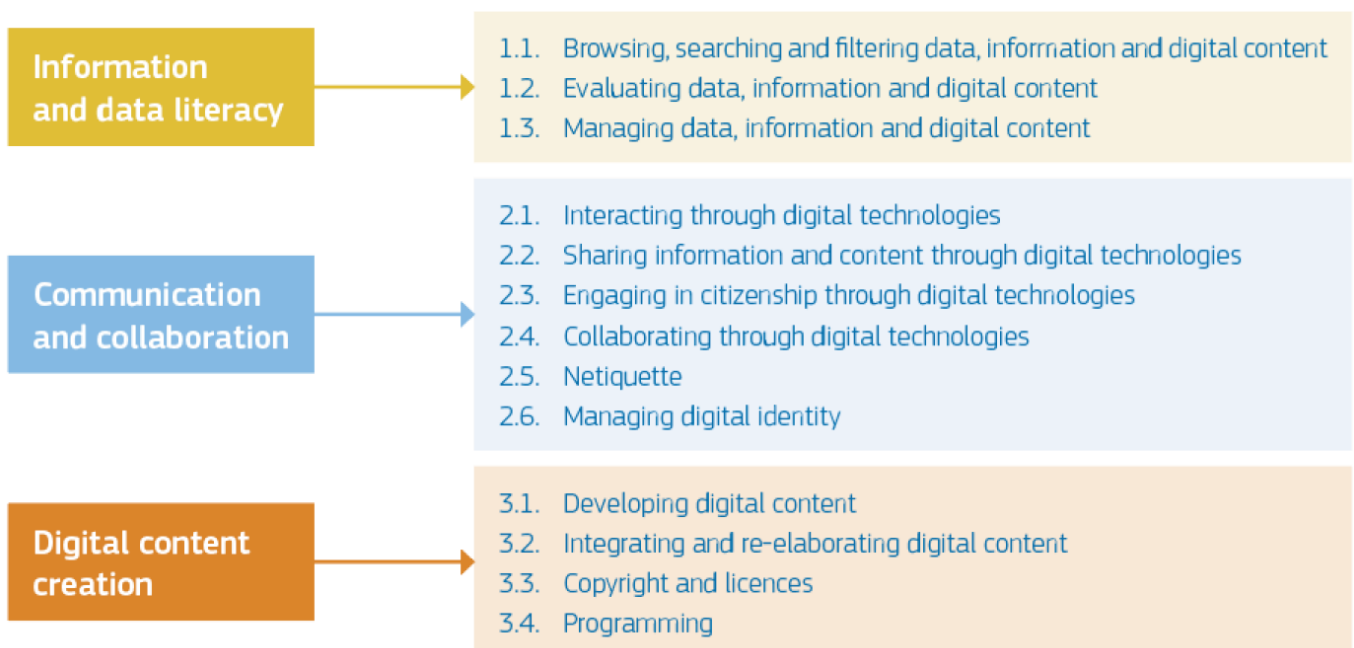 Information
and data literacy
1.1. Browsing, searching and filtering data, information and digital content
1.2. Evaluating data, information and digital content
1.3. Managing data, information and digital content
Communication
and collaboration
2.1. Interacting through digital technologies
2.2. Sharing information and content through digital technologies
2.3. Engaging in citizenship through digital technologies
2.4. Collaborating through digital technologies
2.5. Netiquette
2.6. Managing digital identity
Digital content
creation
3.1. Developing digital content
3.2. Integrating and re-elaborating digital content
3.3. Copyright and licences
3.4. Programming